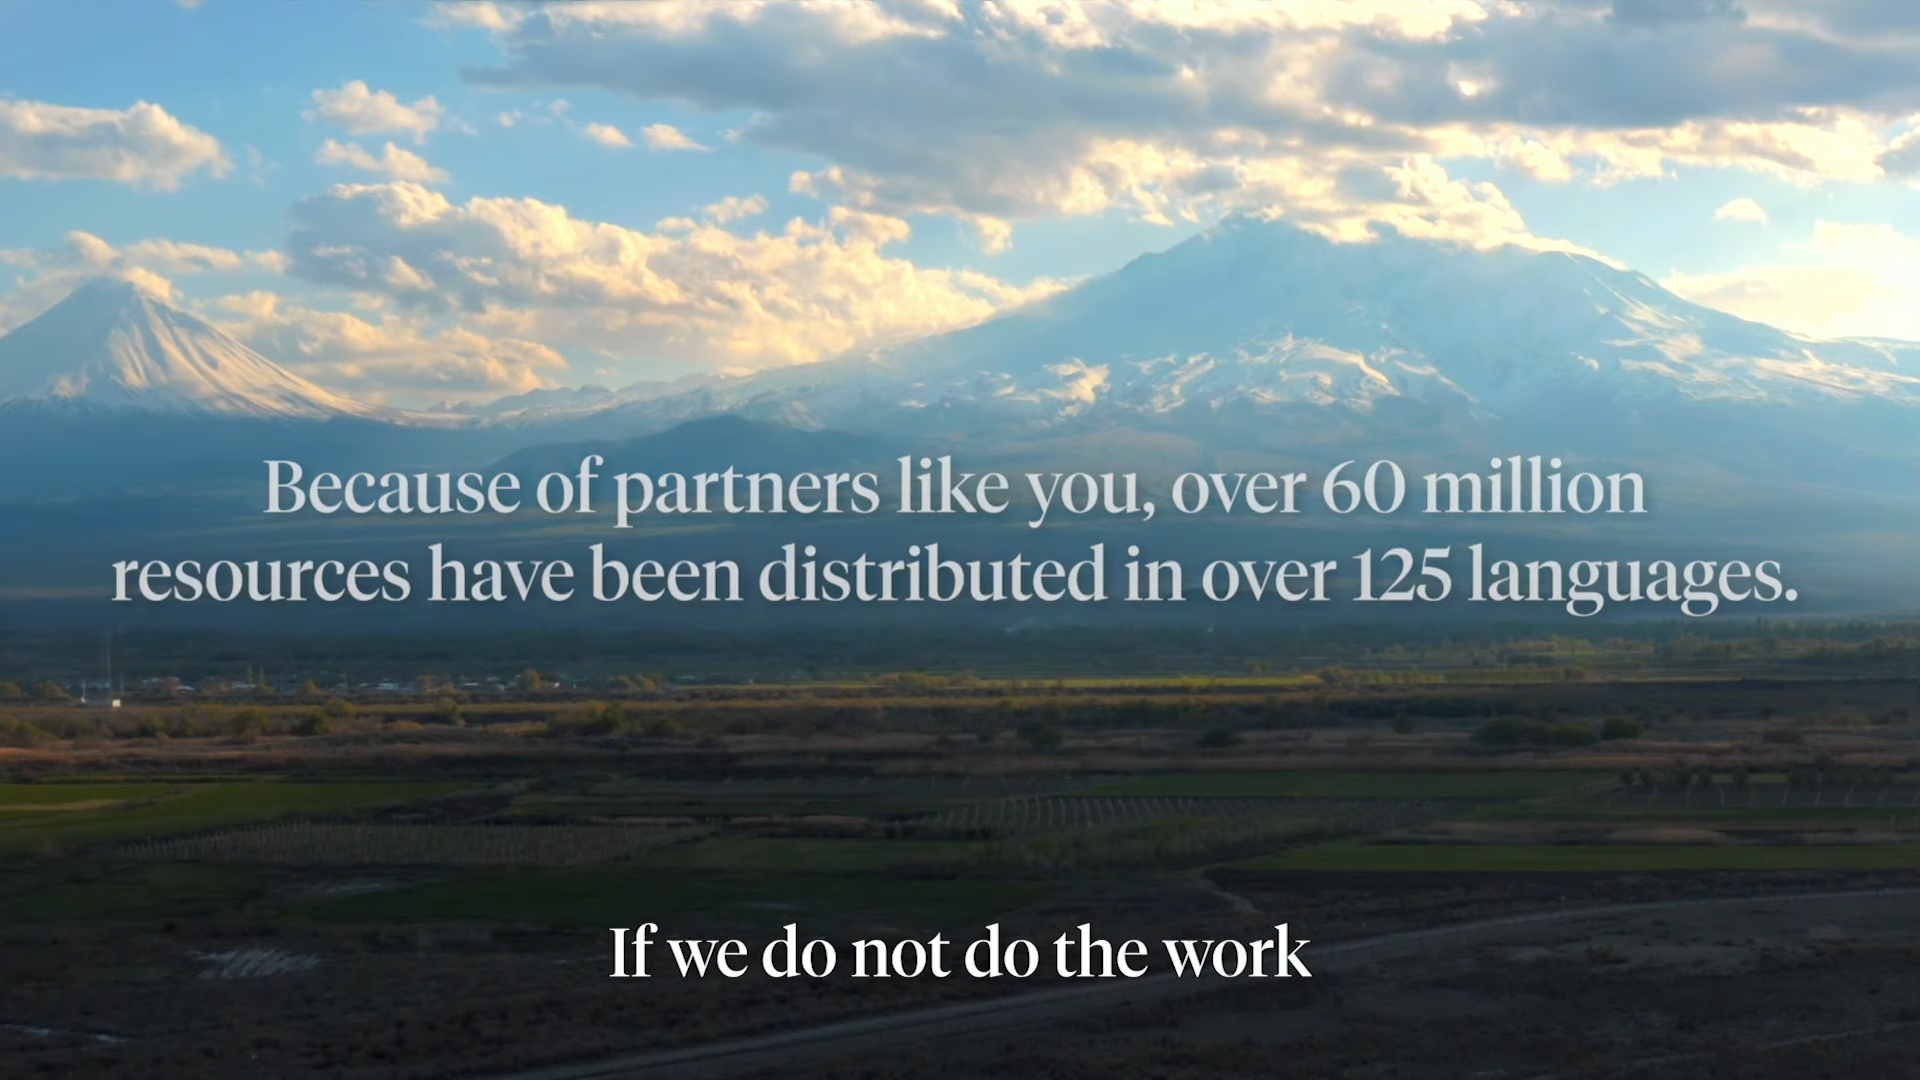 Because of partners like you, over 60 million
resources have been distributed in over 125 languages.
If we do not do the work